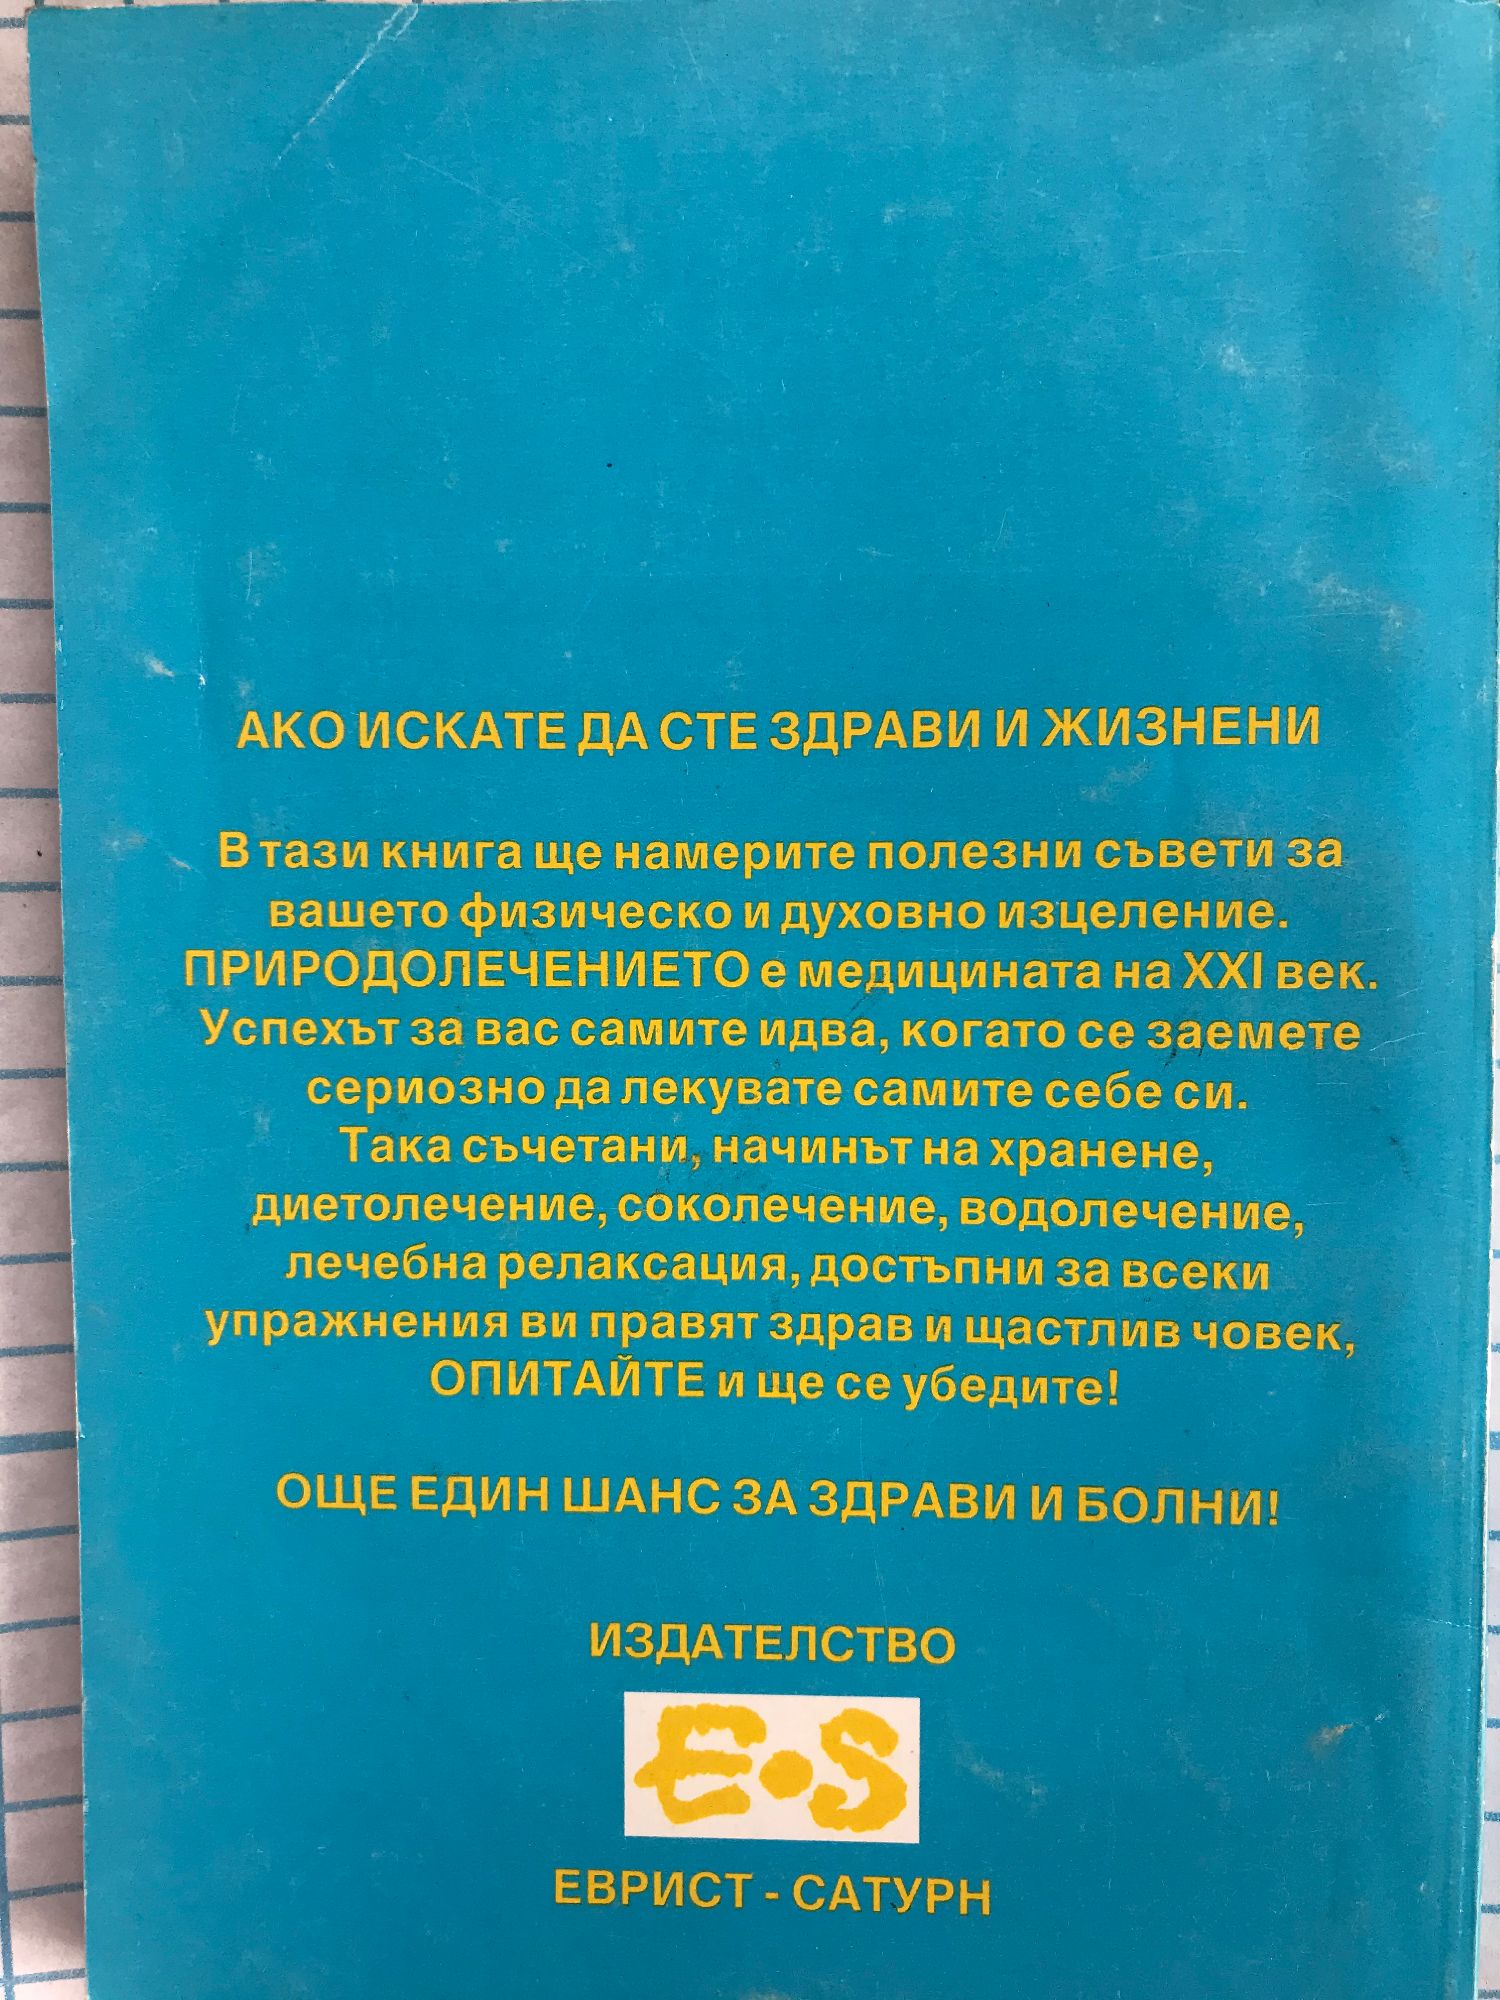 АКО ИСКАТЕ ДА СТЕ ЗДРАВИ И ЖИЗНЕНИ
В тази книга ще намерите полезни съвети за
вашето физическо и духовно изцеление.
ПРИРОДОЛЕЧЕНИЕТО е медицината на XXI век.
Успехът за вас самите идва, когато се заемете
сериозно да лекувате самите себе си.
Така съчетани, начинът на хранене,
диетолечение, соколечение, водолечение,
лечебна релаксация, достъпни за всеки
упражнения ви правят здрав и щастлив човек,
ОПИТАЙТЕ и ще се убедите!
ОЩЕ ЕДИН ШАНС ЗА ЗДРАВИ И БОЛНИ!
ИЗДАТЕЛСТВО
E•S
ЕВРИСТ - САТУРН